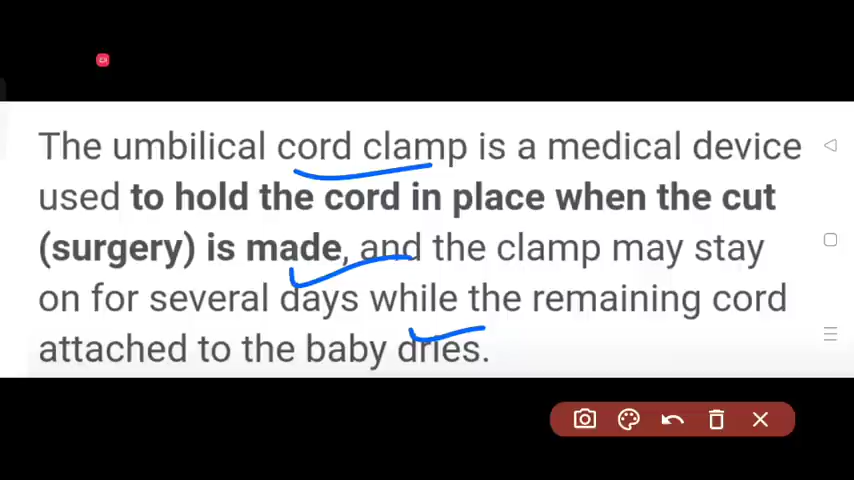 The umbilical cord clamp is a medical device
used to hold the cord in place when the cut
(surgery) is made, and the clamp may stay
on for several days while the remaining cord
attached to the baby dries.